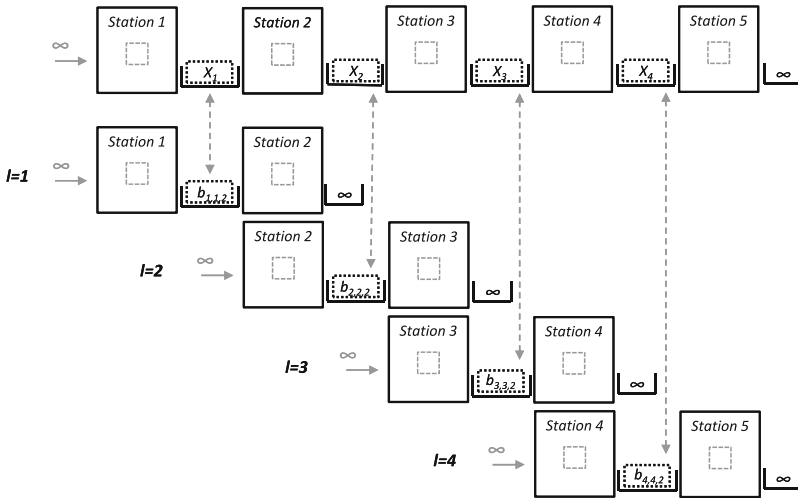 Station 1 Station 2 Station 3 Station 4 Station 5
∞ X₁ X₂ X₃ X₄ ∞
Station 1 Station 2
l=1 ∞ b₁,₁,₂ ∞
Station 2 Station 3
l=2 ∞ b₂,₂,₂ ∞
Station 3 Station 4
l=3 ∞ b₃,₃,₂ ∞
Station 4 Station 5
l=4 ∞ b₄,₄,₂ ∞